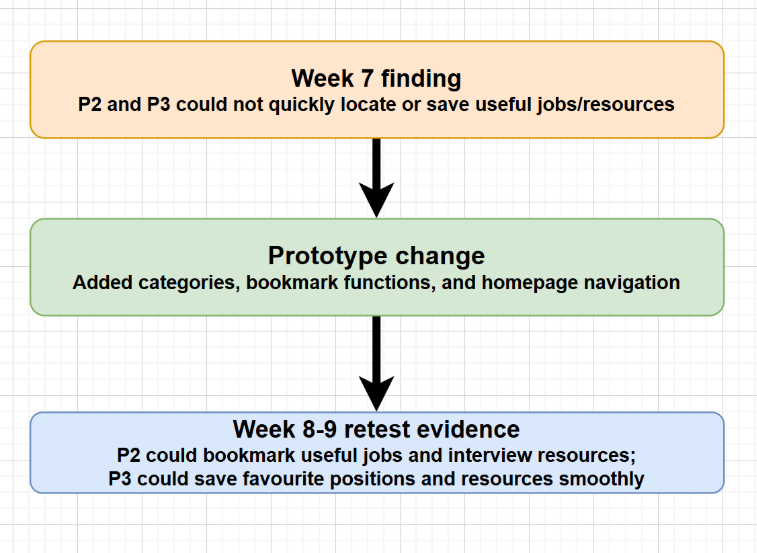 Week 7 finding
P2 and P3 could not quickly locate or save useful jobs/resources
Prototype change
Added categories, bookmark functions, and homepage navigation
Week 8-9 retest evidence
P2 could bookmark useful jobs and interview resources;
P3 could save favourite positions and resources smoothly